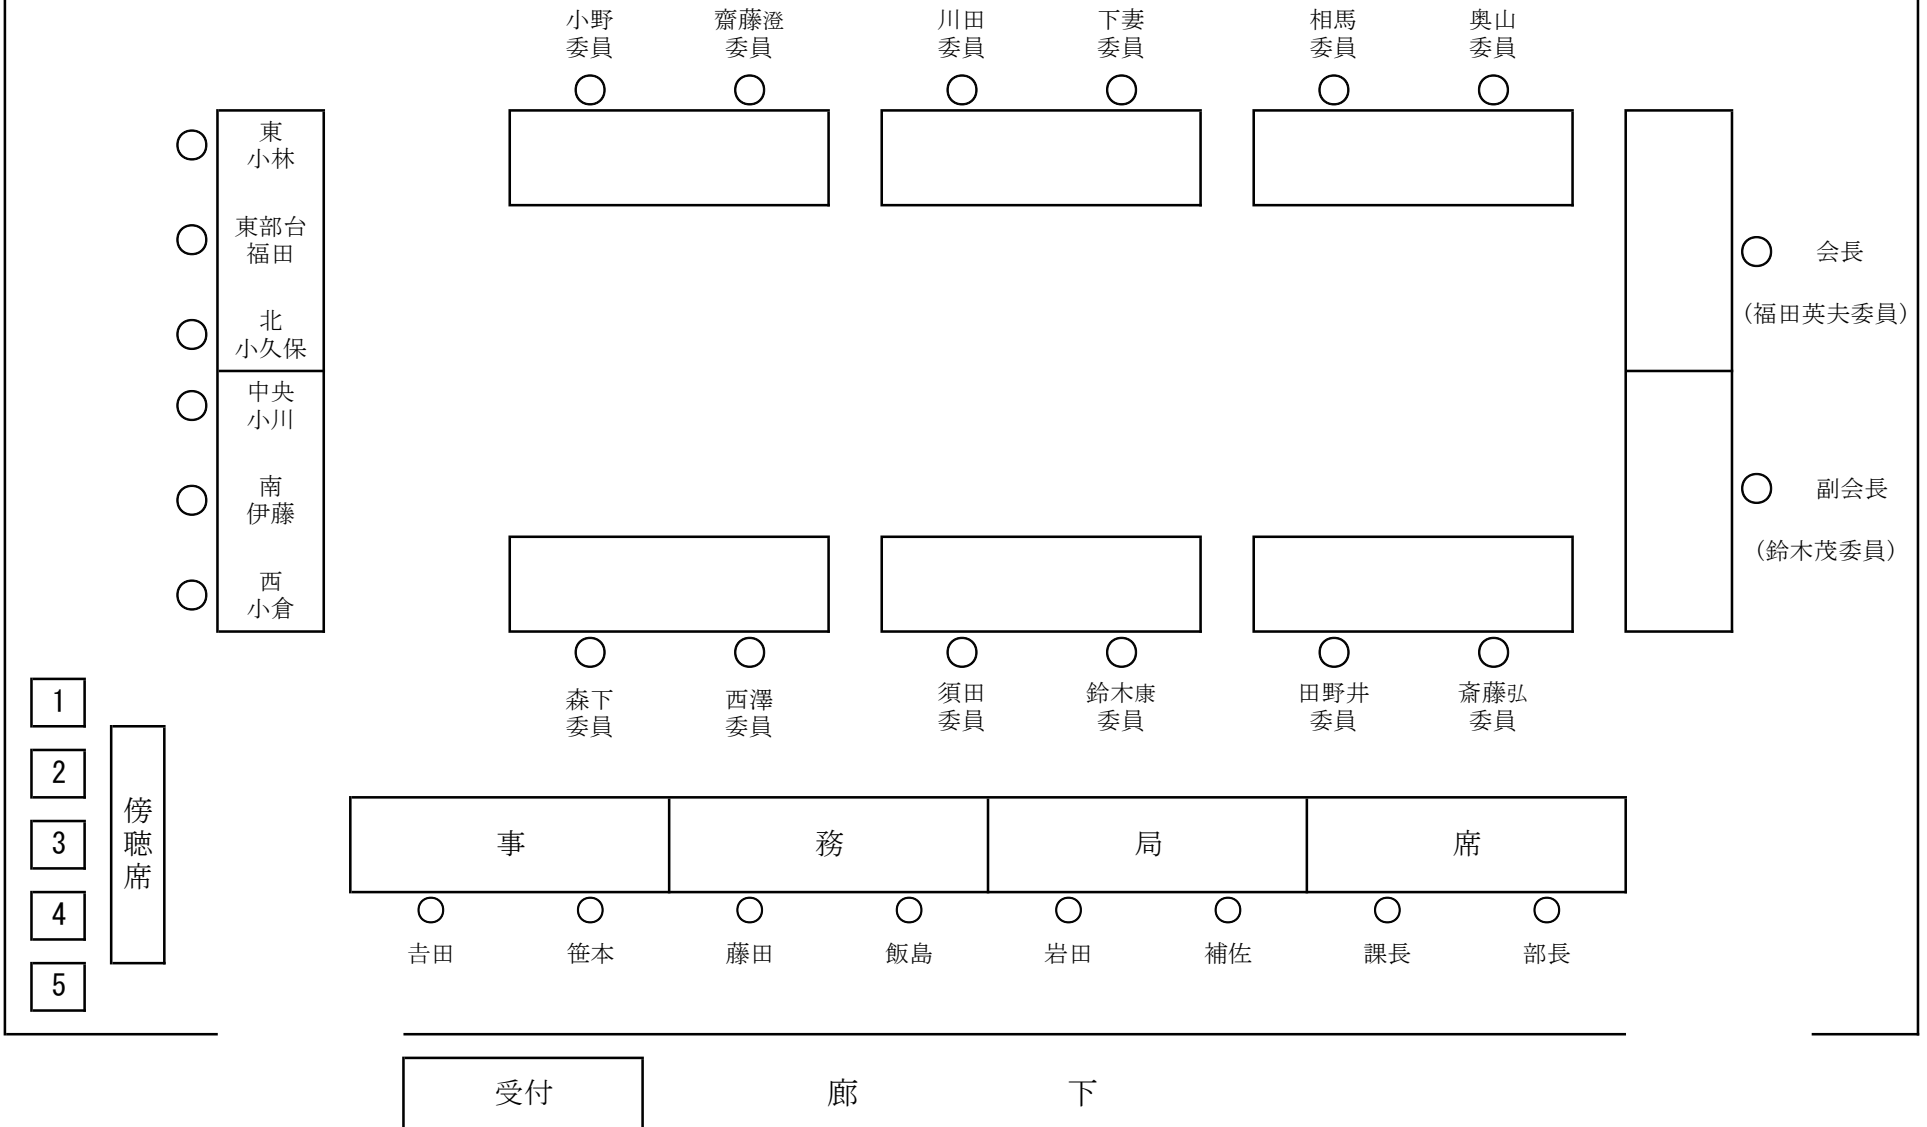 小野
委員
齋藤澄
委員
川田
委員
下妻
委員
相馬
委員
奥山
委員
東
小林
東部台
福田
北
小久保
中央
小川
南
伊藤
西
小倉
会長
(福田英夫委員)
副会長
(鈴木茂委員)
森下
委員
西澤
委員
須田
委員
鈴木康
委員
田野井
委員
斎藤弘
委員
1
2
3
4
5
傍聴席
事務局席
吉田
笹本
藤田
飯島
岩田
補佐
課長
部長
受付
廊下